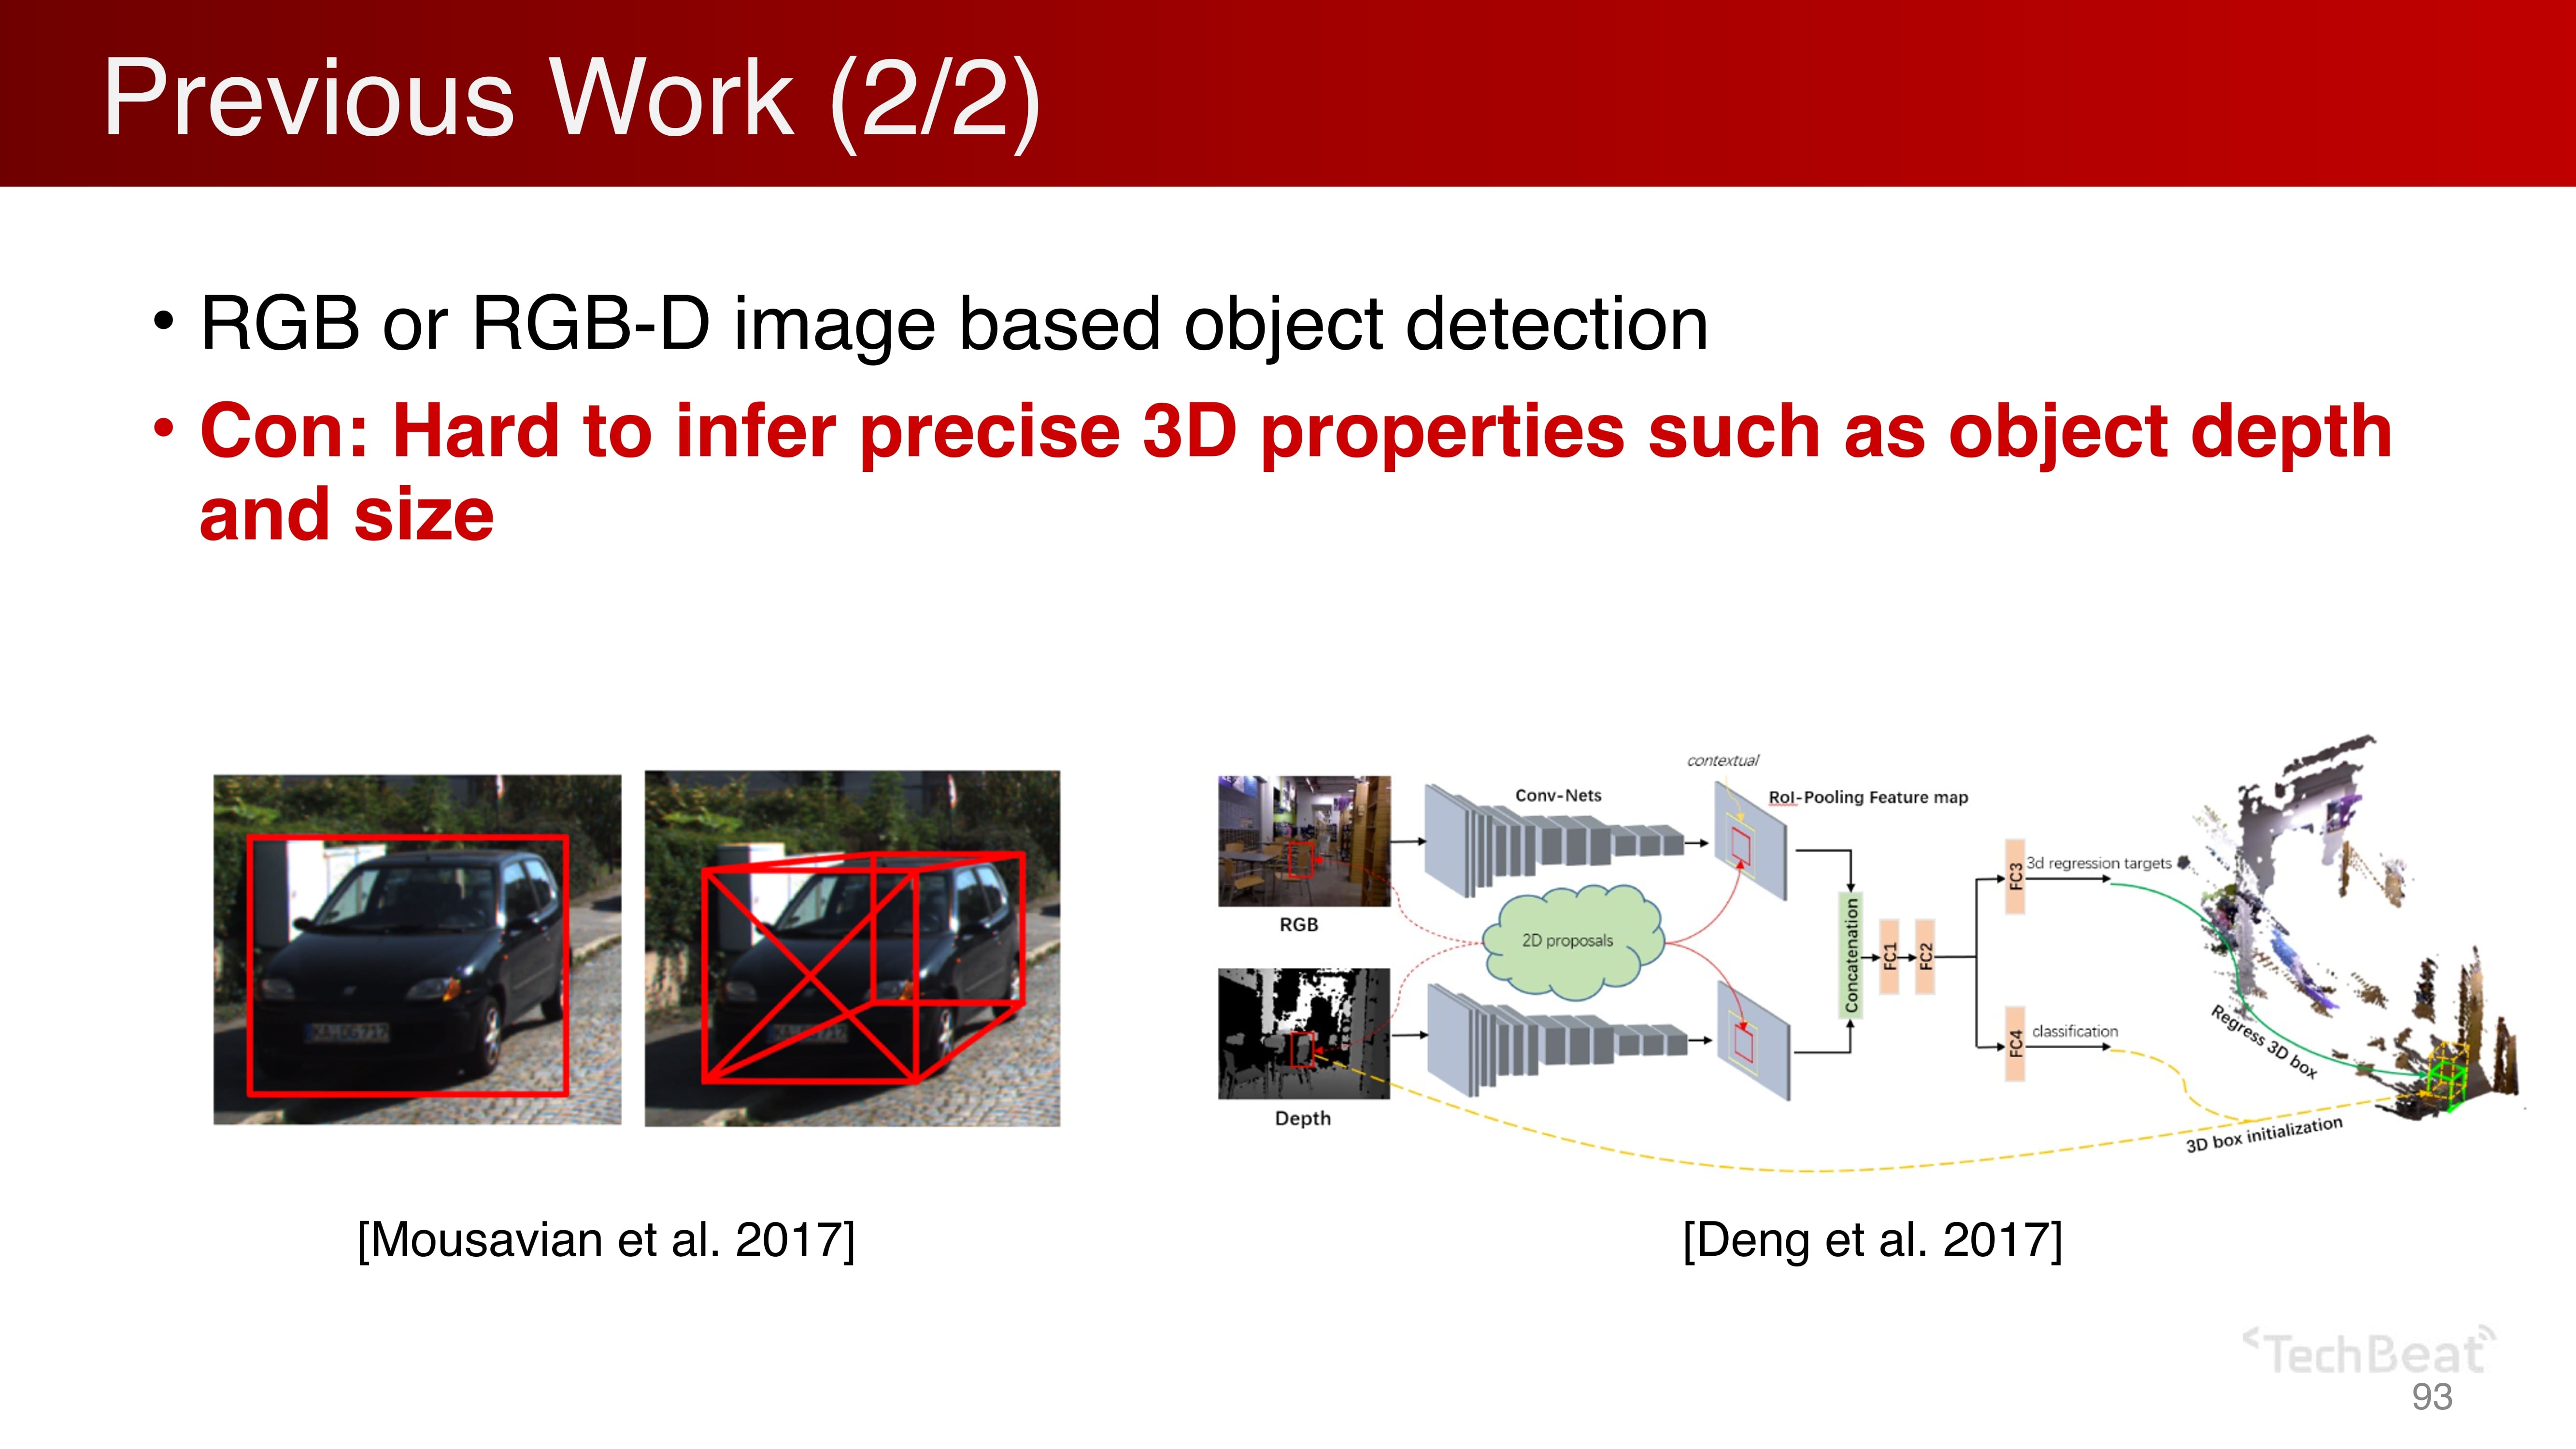 Previous Work (2/2)
• RGB or RGB-D image based object detection
• Con: Hard to infer precise 3D properties such as object depth
and size
contextual
Conv-Nets
RoI-Pooling Feature map
RGB
2D proposals
Concatenation
FC1
FC2
FC3
3d regression targets
FC4
classification
Regress 3D box
3D box initialization
Depth
[Mousavian et al. 2017]
[Deng et al. 2017]
TechBeat
93